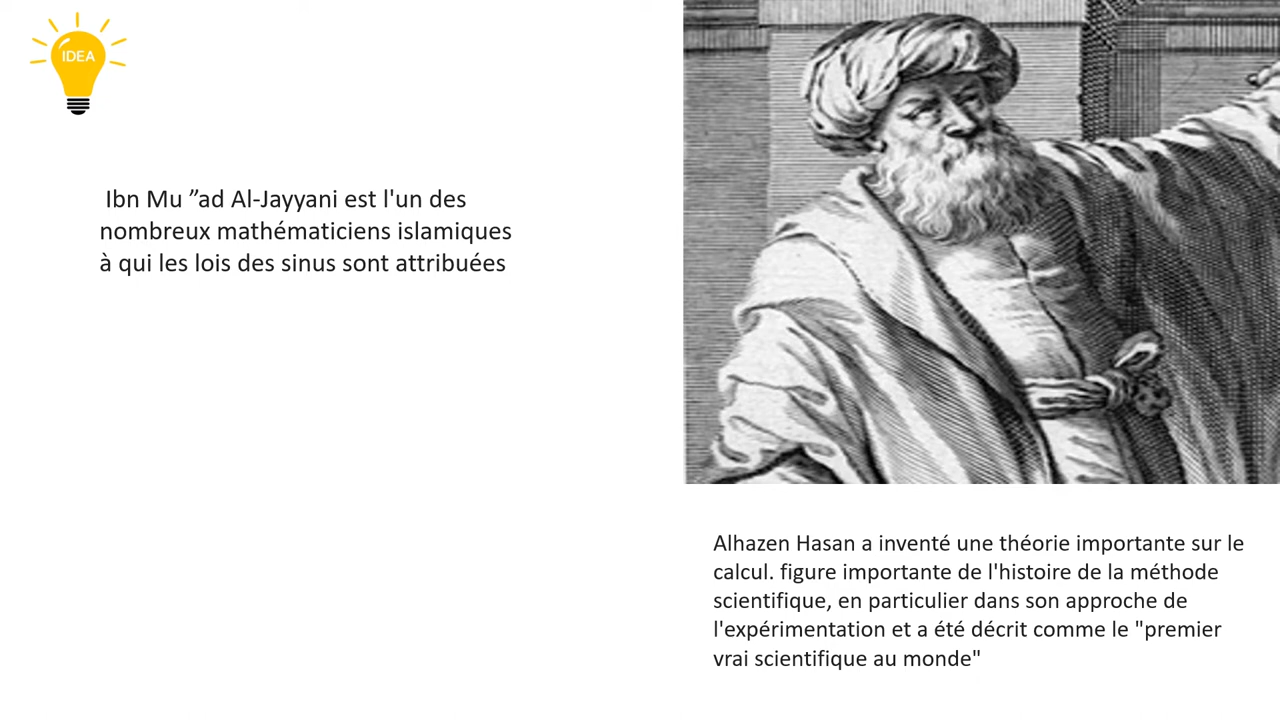 IDEA
Ibn Mu ”ad Al-Jayyani est l'un des
nombreux mathématiciens islamiques
à qui les lois des sinus sont attribuées
Alhazen Hasan a inventé une théorie importante sur le
calcul. figure importante de l'histoire de la méthode
scientifique, en particulier dans son approche de
l'expérimentation et a été décrit comme le "premier
vrai scientifique au monde"